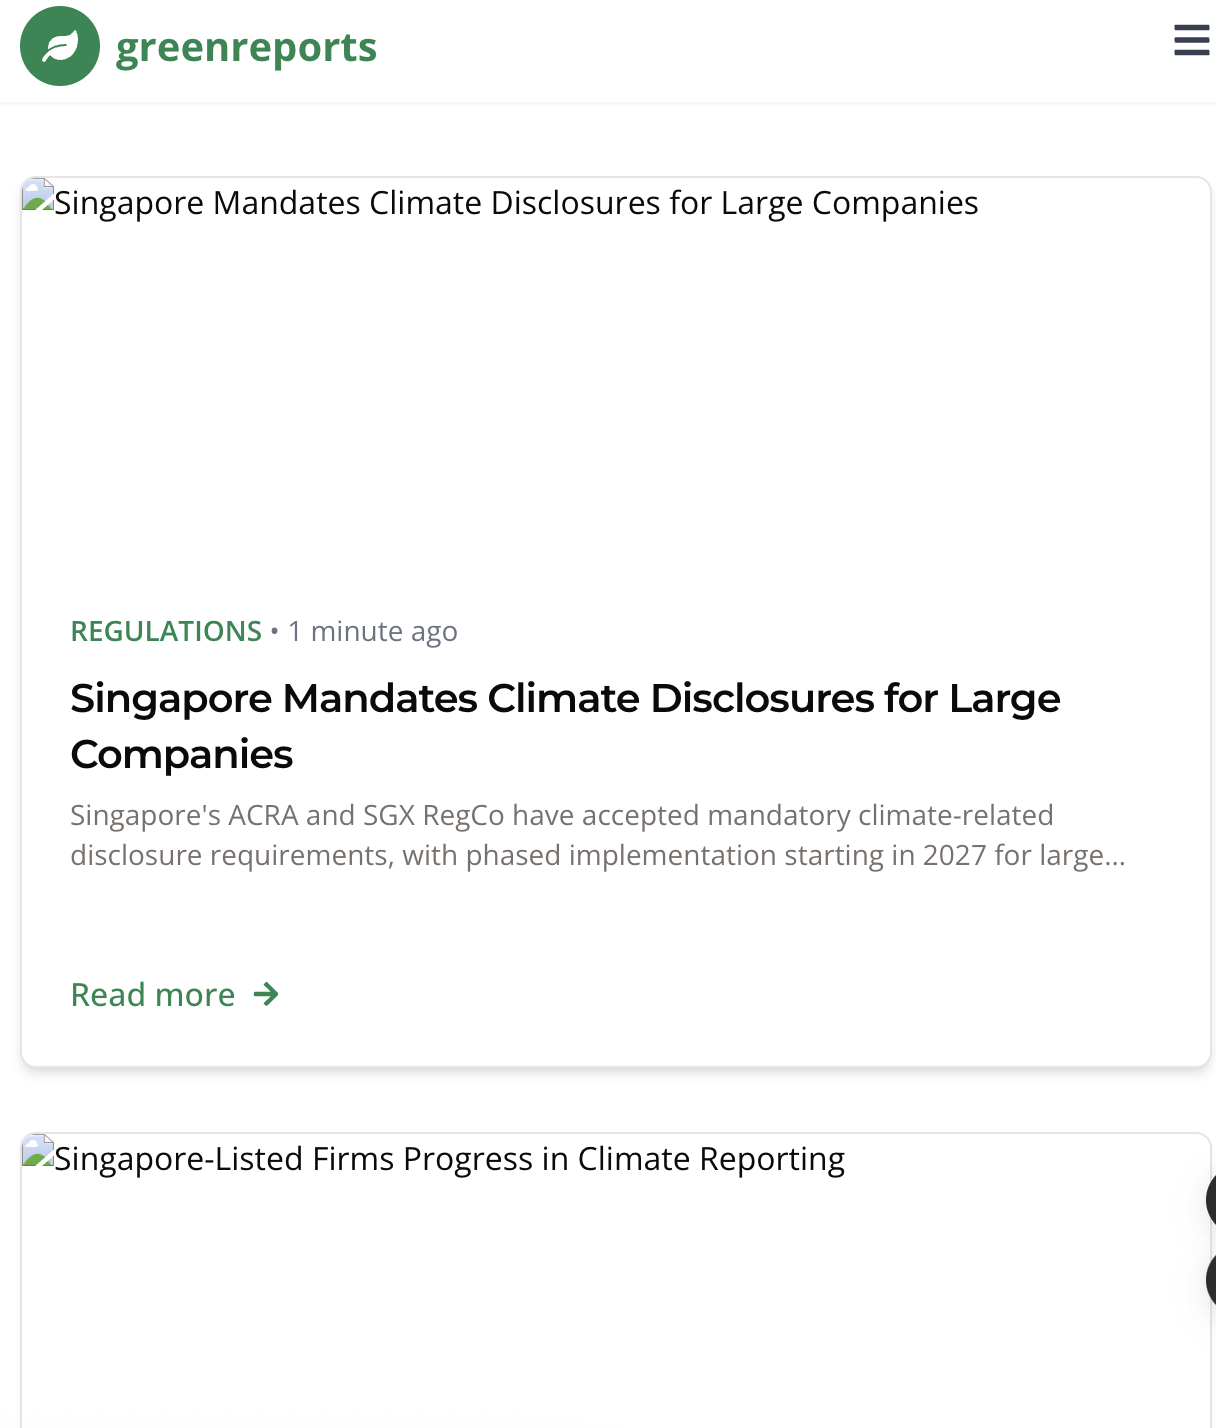 greenreports
Singapore Mandates Climate Disclosures for Large Companies
REGULATIONS • 1 minute ago
Singapore Mandates Climate Disclosures for Large
Companies
Singapore's ACRA and SGX RegCo have accepted mandatory climate-related
disclosure requirements, with phased implementation starting in 2027 for large...
Read more →
Singapore-Listed Firms Progress in Climate Reporting